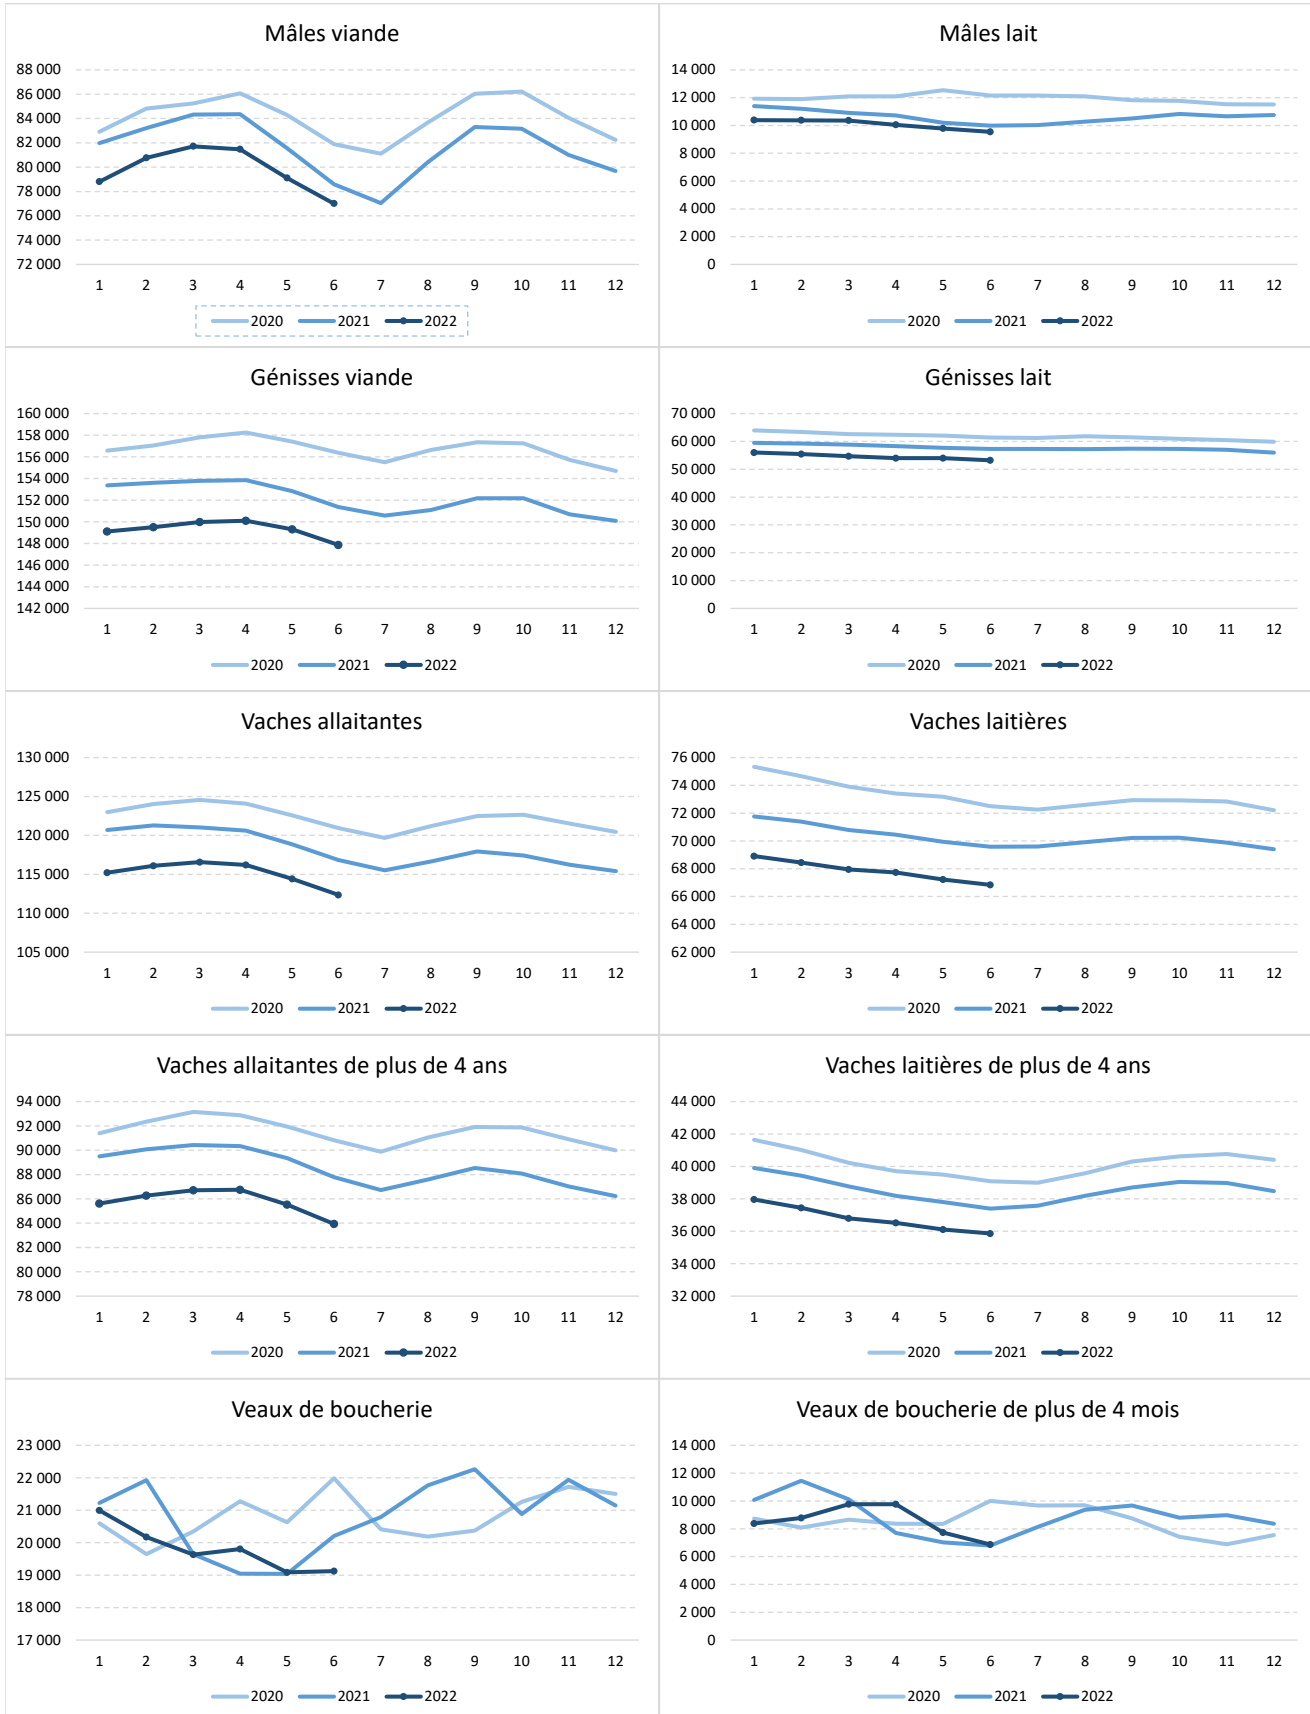 Mâles viande
88 000
86 000
84 000
82 000
80 000
78 000
76 000
74 000
72 000
1 2 3 4 5 6 7 8 9 10 11 12
2020 2021 2022
Mâles lait
14 000
12 000
10 000
8 000
6 000
4 000
2 000
0
1 2 3 4 5 6 7 8 9 10 11 12
2020 2021 2022
Génisses viande
160 000
158 000
156 000
154 000
152 000
150 000
148 000
146 000
144 000
142 000
1 2 3 4 5 6 7 8 9 10 11 12
2020 2021 2022
Génisses lait
70 000
60 000
50 000
40 000
30 000
20 000
10 000
0
1 2 3 4 5 6 7 8 9 10 11 12
2020 2021 2022
Vaches allaitantes
130 000
125 000
120 000
115 000
110 000
105 000
1 2 3 4 5 6 7 8 9 10 11 12
2020 2021 2022
Vaches laitières
76 000
74 000
72 000
70 000
68 000
66 000
64 000
62 000
1 2 3 4 5 6 7 8 9 10 11 12
2020 2021 2022
Vaches allaitantes de plus de 4 ans
94 000
92 000
90 000
88 000
86 000
84 000
82 000
80 000
78 000
1 2 3 4 5 6 7 8 9 10 11 12
2020 2021 2022
Vaches laitières de plus de 4 ans
44 000
42 000
40 000
38 000
36 000
34 000
32 000
1 2 3 4 5 6 7 8 9 10 11 12
2020 2021 2022
Veaux de boucherie
23 000
22 000
21 000
20 000
19 000
18 000
17 000
1 2 3 4 5 6 7 8 9 10 11 12
2020 2021 2022
Veaux de boucherie de plus de 4 mois
14 000
12 000
10 000
8 000
6 000
4 000
2 000
0
1 2 3 4 5 6 7 8 9 10 11 12
2020 2021 2022